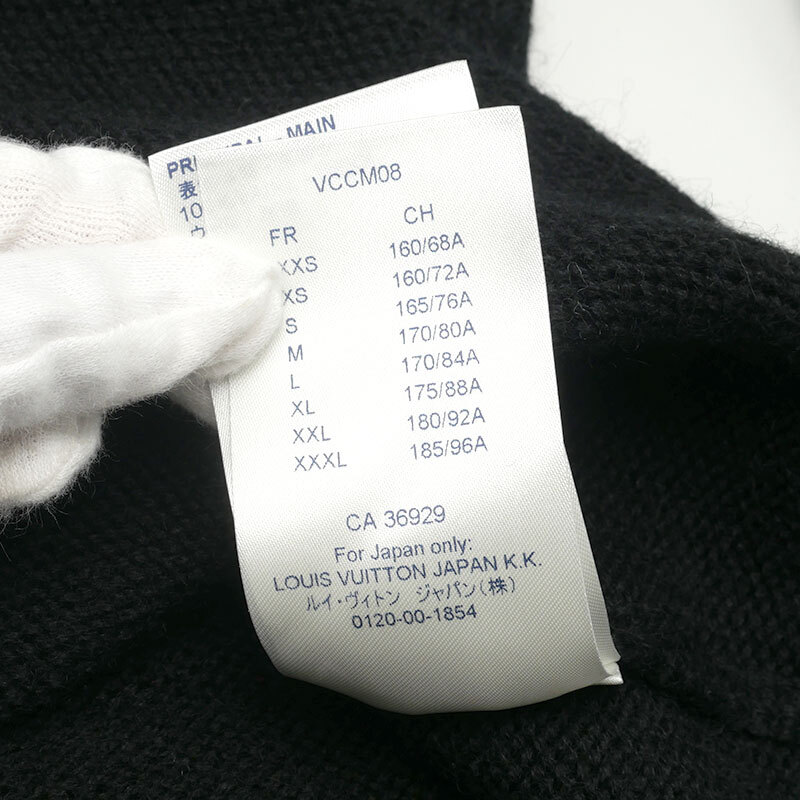 - MAIN
PRI
表
10
VCCM08
FR CH
XXS 160/68A
XS 160/72A
S 165/76A
M 170/80A
L 170/84A
XL 175/88A
XXL 180/92A
XXXL 185/96A
CA 36929
For Japan only:
LOUIS VUITTON JAPAN K.K.
ルイ・ヴィトン ジャパン(株)
0120-00-1854